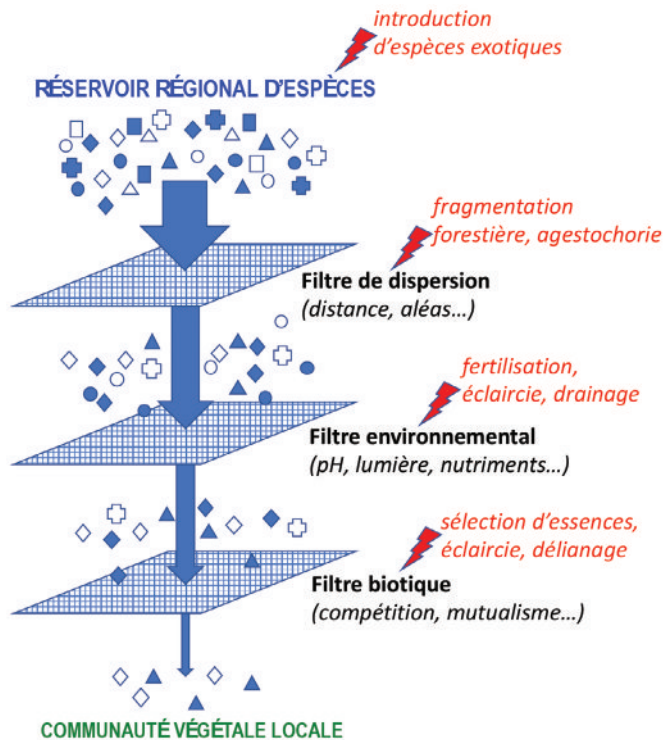 introduction
d'espèces exotiques
RÉSERVOIR RÉGIONAL D'ESPÈCES
fragmentation
forestière, agestochorie
Filtre de dispersion
(distance, aléas...)
fertilisation,
éclaircie, drainage
Filtre environnemental
(pH, lumière, nutriments...)
sélection d'essences,
éclaircie, délianage
Filtre biotique
(compétition, mutualisme...)
COMMUNAUTÉ VÉGÉTALE LOCALE